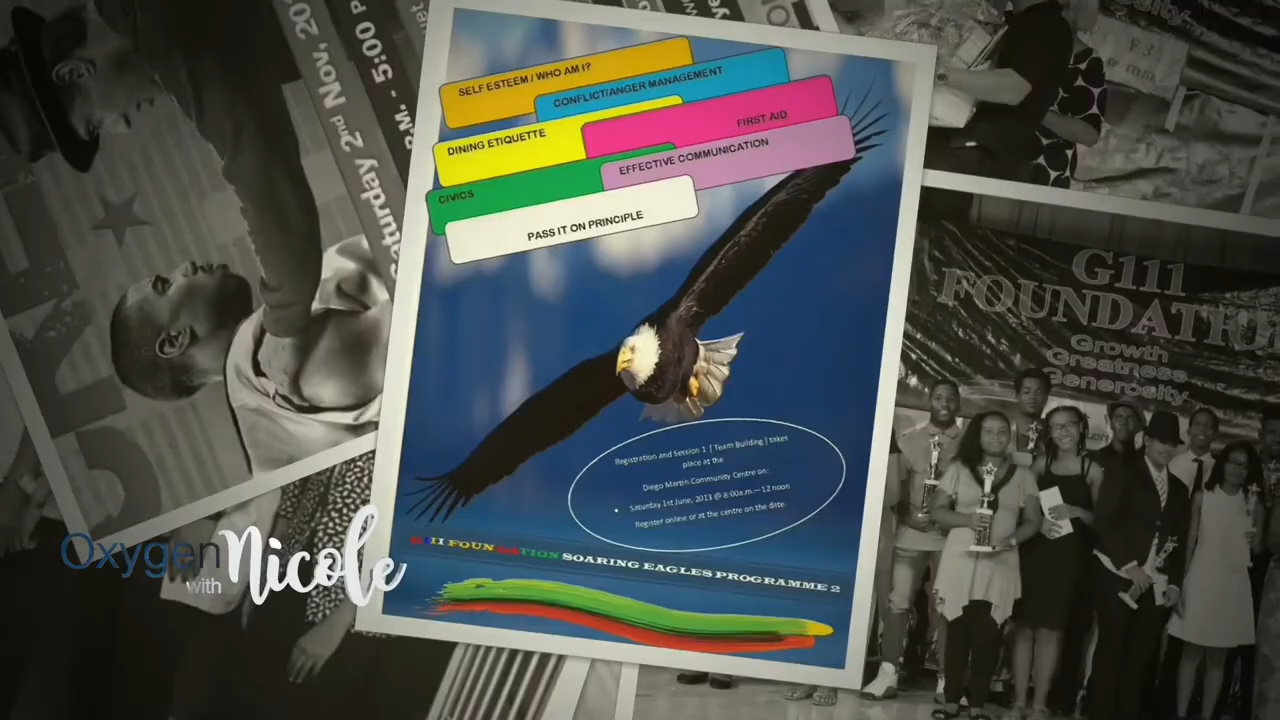 SELF ESTEEM / WHO AM I?
CONFLICT/ANGER MANAGEMENT
DINING ETIQUETTE
FIRST AID
EFFECTIVE COMMUNICATION
CIVICS
PASS IT ON PRINCIPLE
Registration and Session 1 [ Team Building ] takes
place at the
Diego Martin Community Centre on:
• Saturday 1st June, 2013 @ 8:00a.m.—12 noon
Register online or at the centre on the date.
GIII FOUNDATION SOARING EAGLES PROGRAMME 2
Oxygen
with
Nicole
aturday 2nd Nov, 20
.M. - 5:00 P
G111
FOUNDATI
Growth
Greatness
Generosity